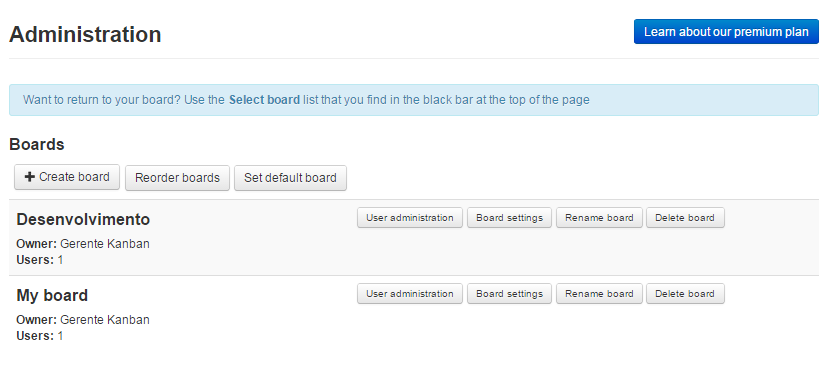 Administration
Learn about our premium plan
Want to return to your board? Use the Select board list that you find in the black bar at the top of the page
Boards
+ Create board Reorder boards Set default board
Desenvolvimento User administration Board settings Rename board Delete board
Owner: Gerente Kanban
Users: 1
My board User administration Board settings Rename board Delete board
Owner: Gerente Kanban
Users: 1